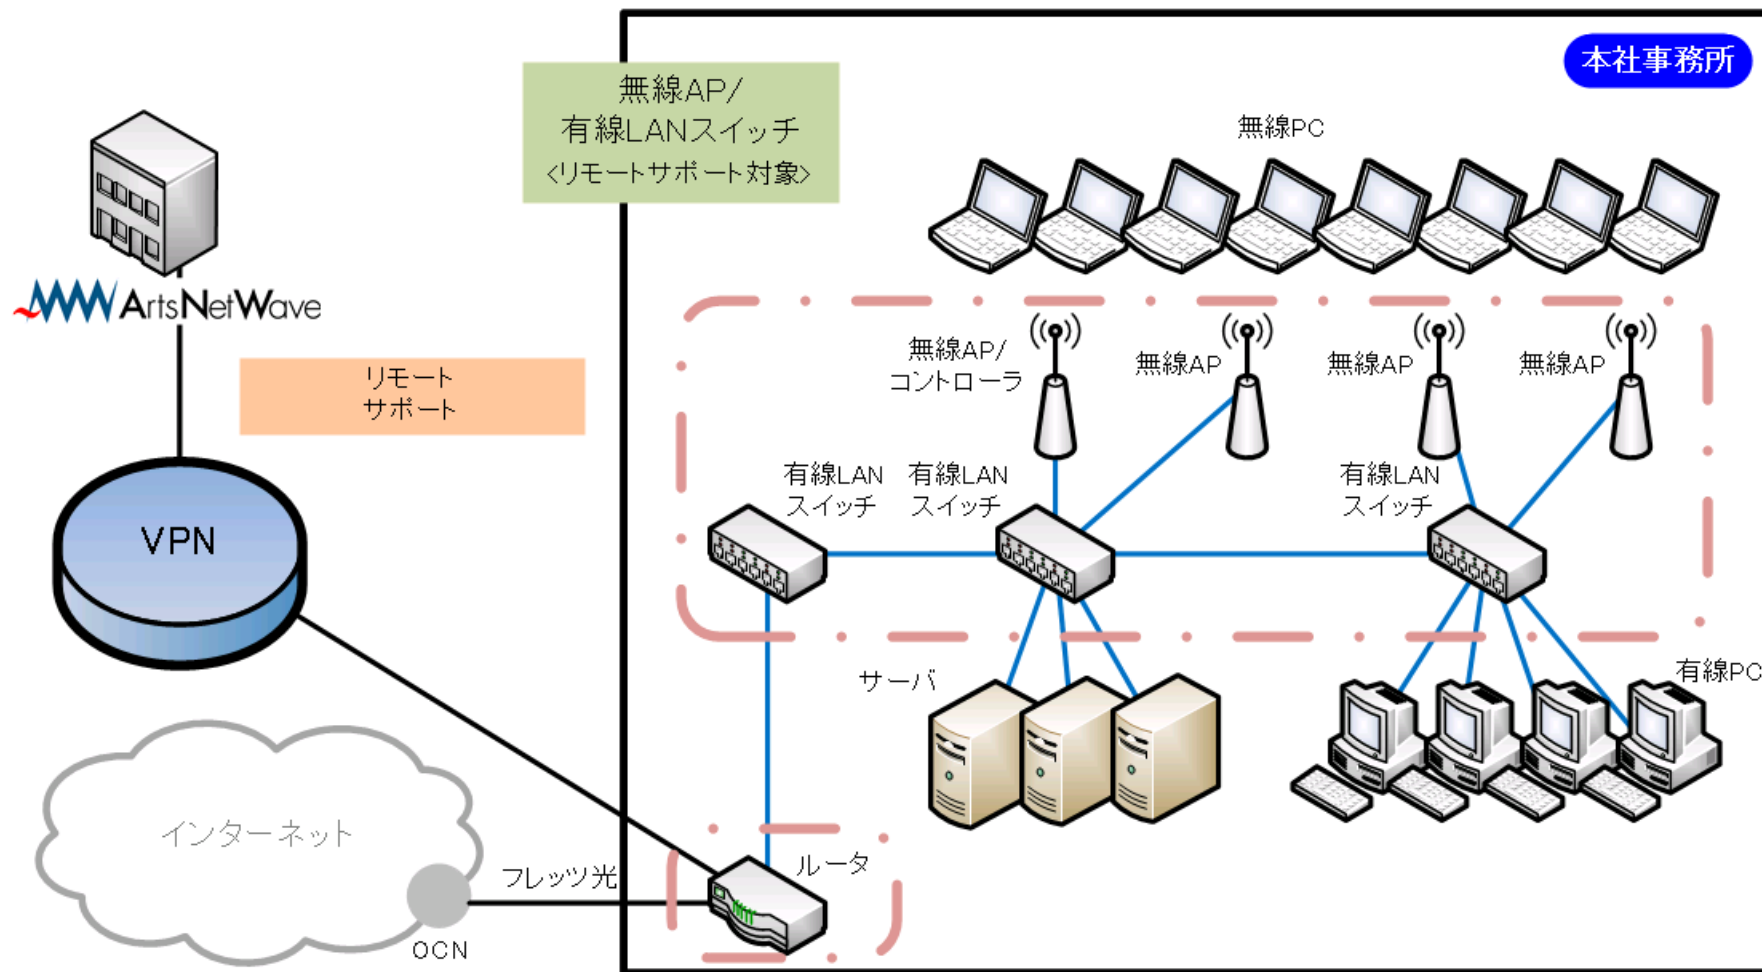 本社事務所
無線AP/
有線LANスイッチ
<リモートサポート対象>
無線PC
ArtsNetWave
リモート
サポート
無線AP/
コントローラ
無線AP
無線AP
無線AP
有線LAN
スイッチ
有線LAN
スイッチ
有線LAN
スイッチ
VPN
サーバ
有線PC
インターネット
フレッツ光
ルータ
OCN